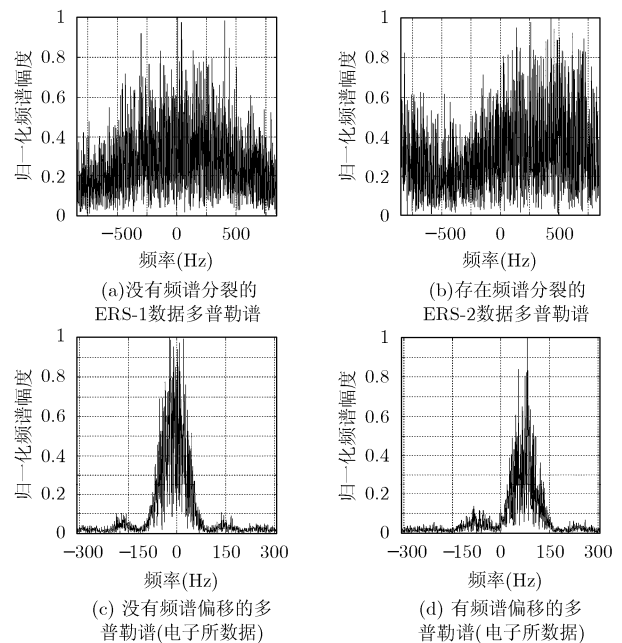 1
0.8
0.6
0.4
0.2
0
归一化频谱幅度
−500 0 500
频率(Hz)
(a)没有频谱分裂的
ERS-1数据多普勒谱
1
0.8
0.6
0.4
0.2
0
归一化频谱幅度
−500 0 500
频率(Hz)
(b)存在频谱分裂的
ERS-2数据多普勒谱
1
0.8
0.6
0.4
0.2
0
归一化频谱幅度
−300 −150 0 150 300
频率(Hz)
(c) 没有频谱偏移的多
普勒谱(电子所数据)
1
0.8
0.6
0.4
0.2
0
归一化频谱幅度
−300 −150 0 150 300
频率(Hz)
(d) 有频谱偏移的多
普勒谱(电子所数据)